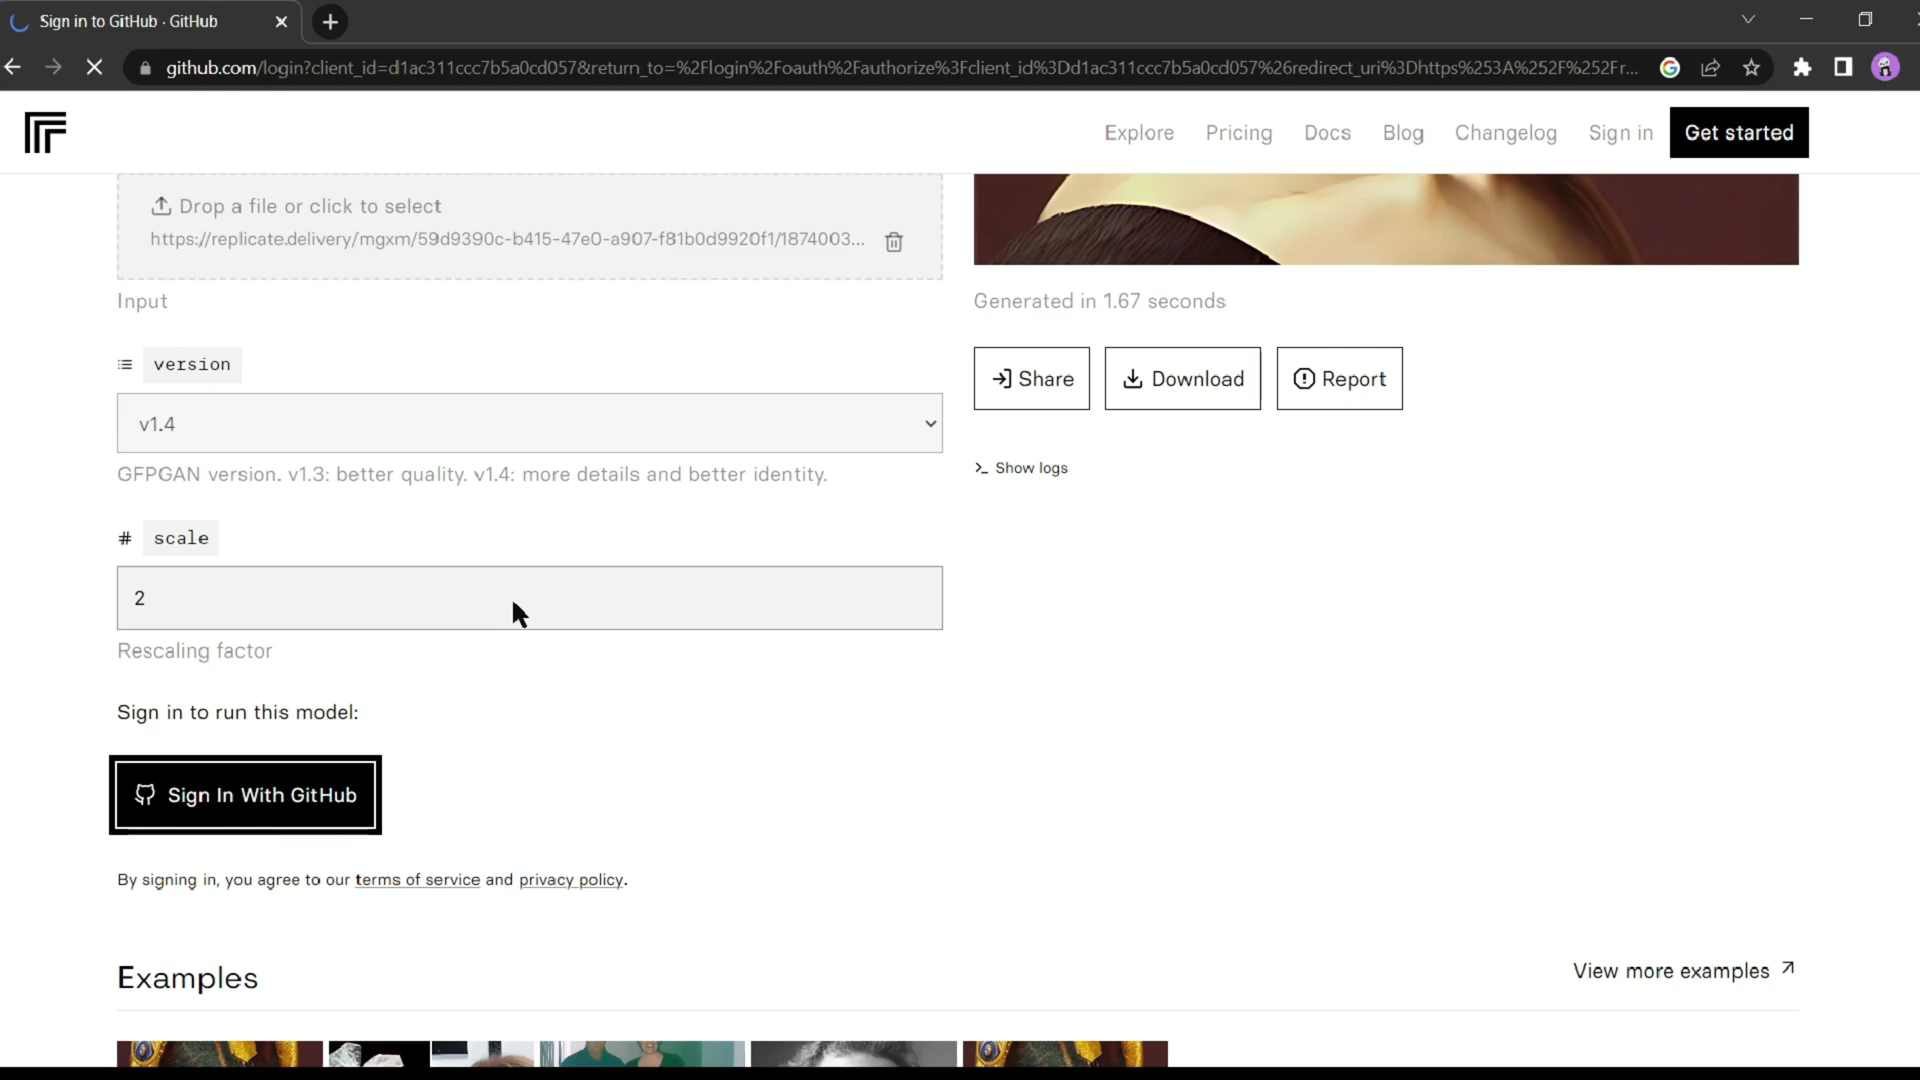 Sign in to GitHub · GitHub
github.com/login?client_id=d1ac311ccc7b5a0cd057&return_to=%2Flogin%2Foauth%2Fauthorize%3Fclient_id%3Dd1ac311ccc7b5a0cd057%26redirect_uri%3Dhttps%253A%252F%252Fr...
Explore Pricing Docs Blog Changelog Sign in Get started
Drop a file or click to select
https://replicate.delivery/mgxm/59d9390c-b415-47e0-a907-f81b0d9920f1/1874003...
Input
Generated in 1.67 seconds
version
Share Download Report
v1.4
GFPGAN version. v1.3: better quality. v1.4: more details and better identity.
>_ Show logs
# scale
2
Rescaling factor
Sign in to run this model:
Sign In With GitHub
By signing in, you agree to our terms of service and privacy policy.
Examples
View more examples